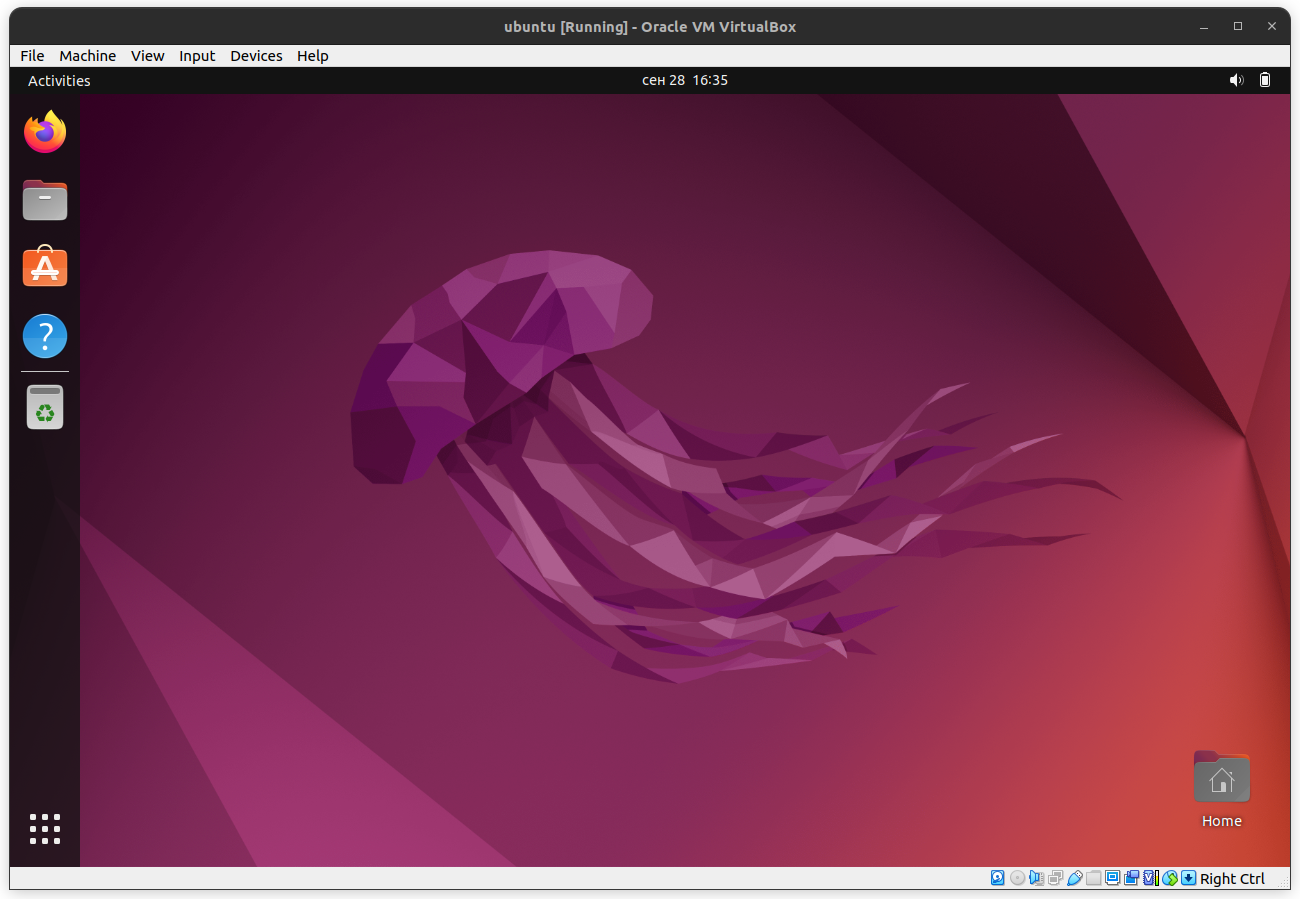 ubuntu [Running] - Oracle VM VirtualBox
File Machine View Input Devices Help
Activities
сен 28 16:35
Home
Right Ctrl